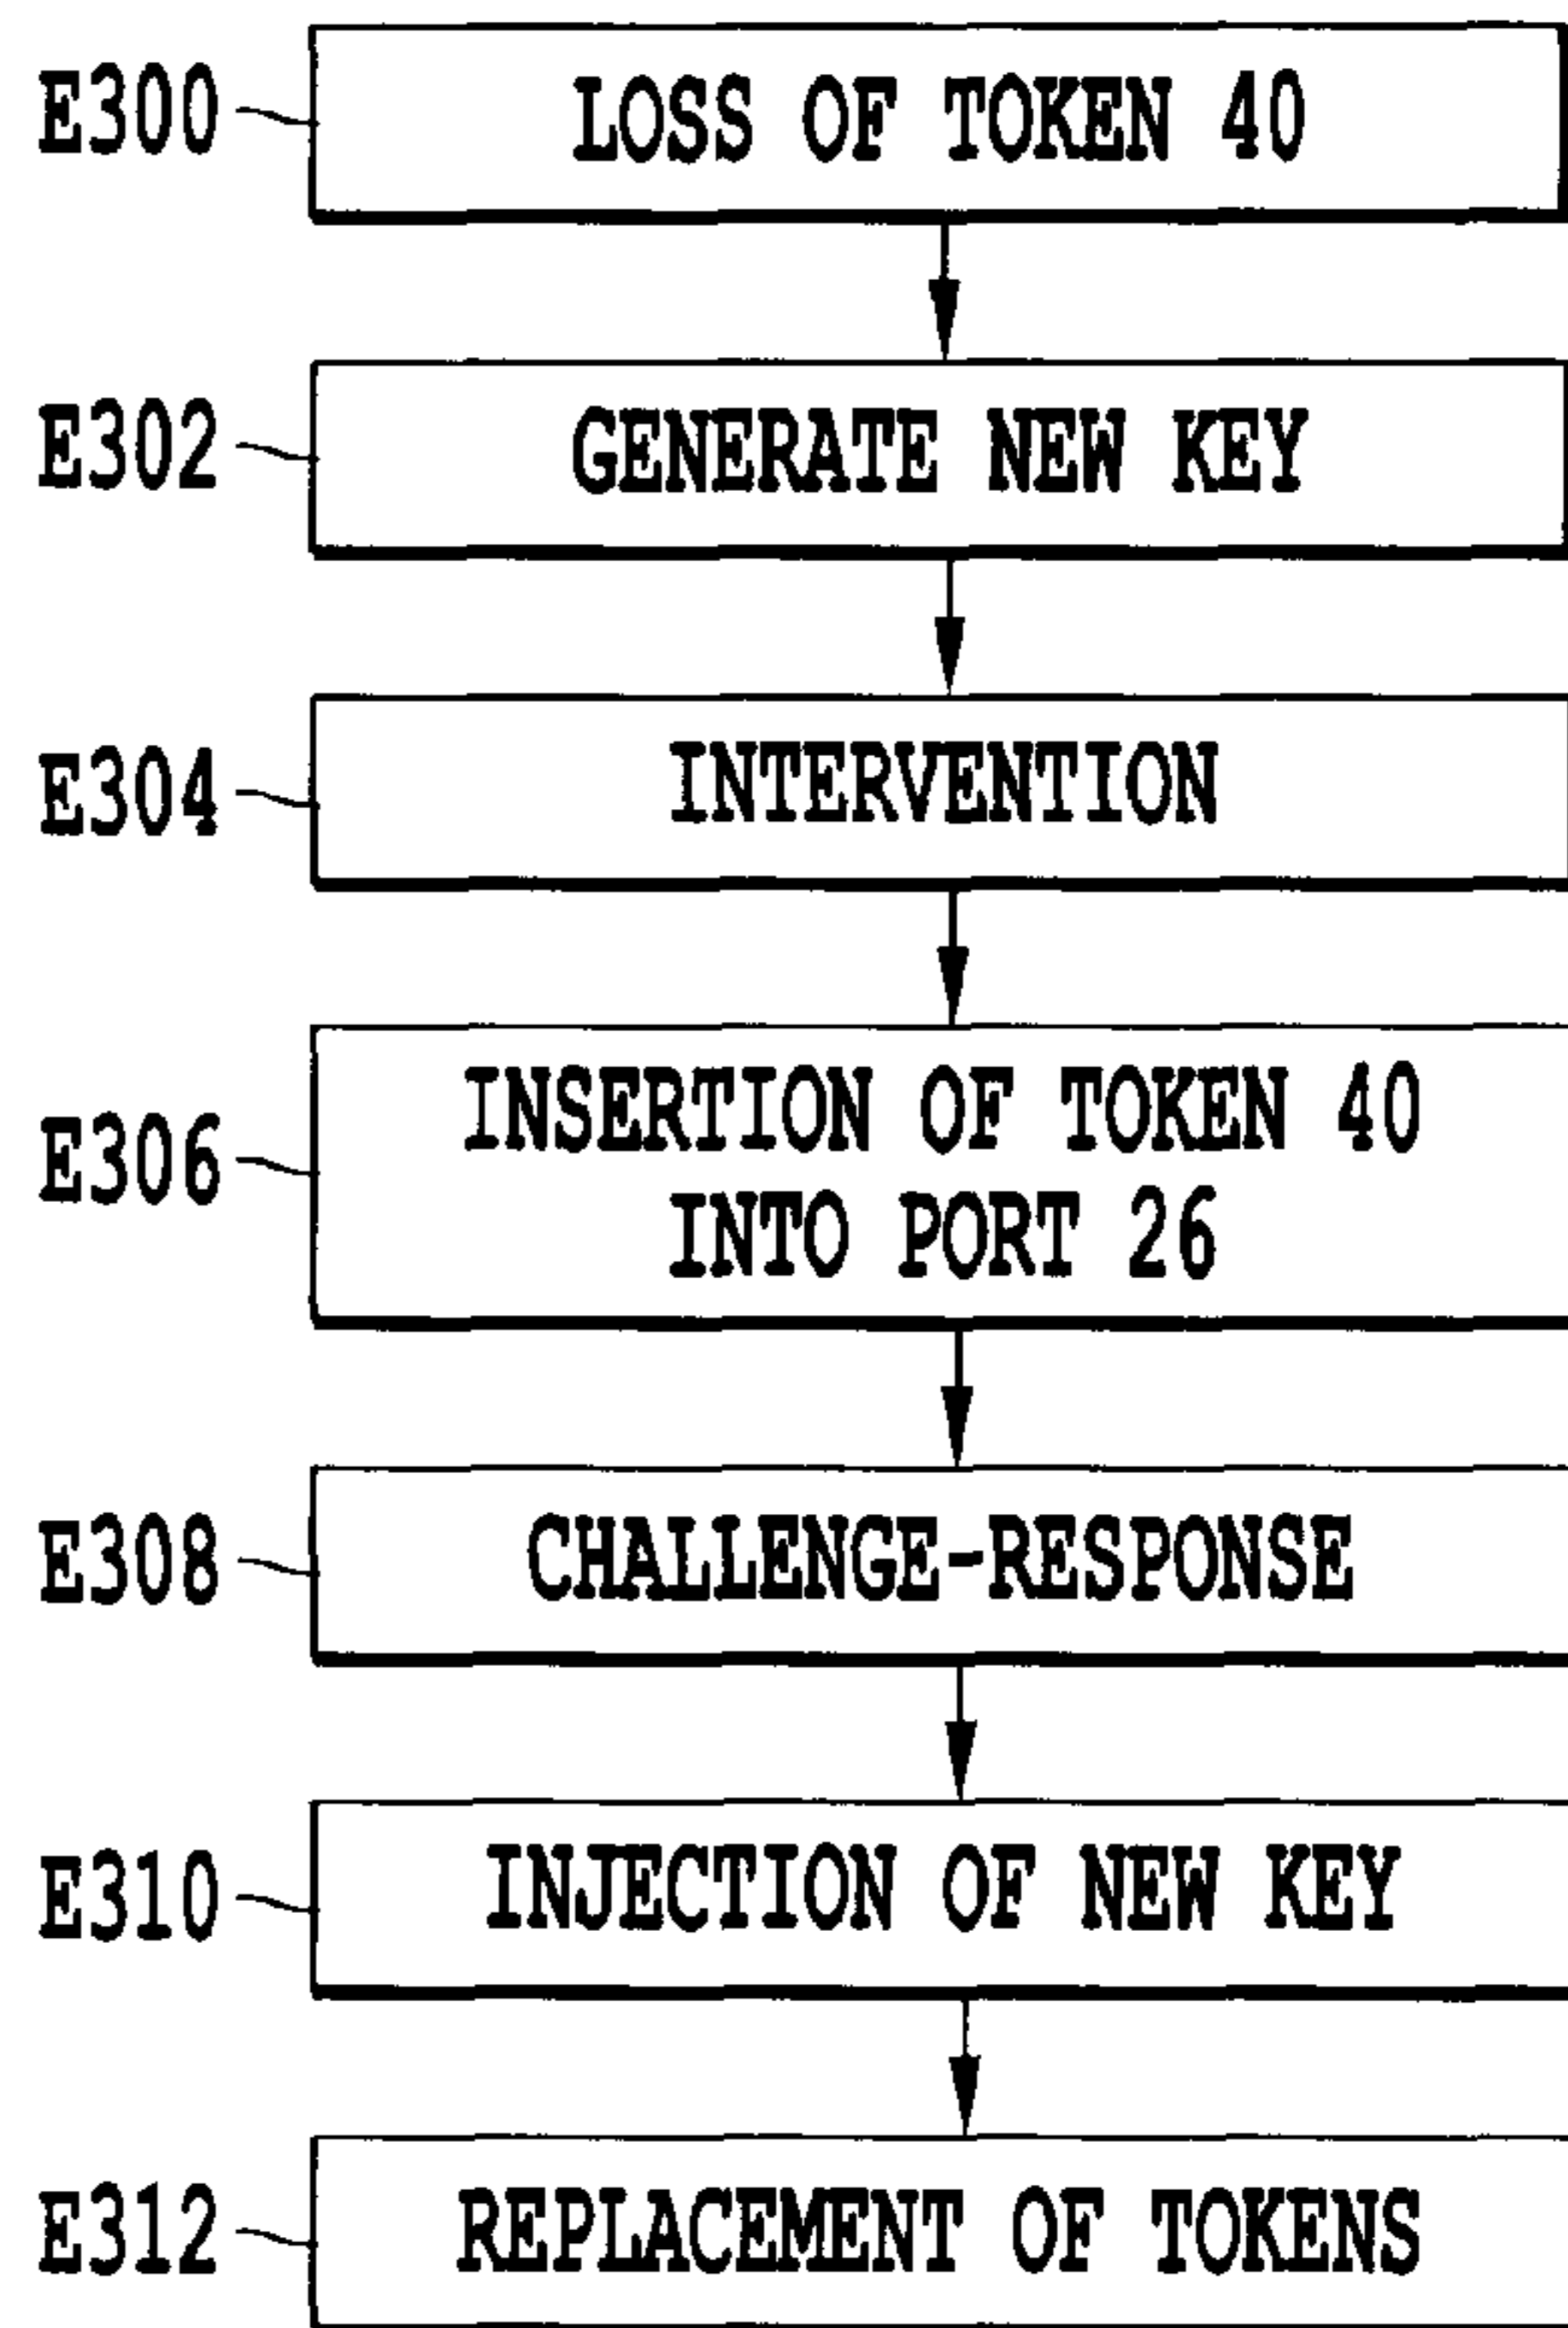 E300 LOSS OF TOKEN 40
E302 GENERATE NEW KEY
E304 INTERVENTION
E306 INSERTION OF TOKEN 40
INTO PORT 26
E308 CHALLENGE-RESPONSE
E310 INJECTION OF NEW KEY
E312 REPLACEMENT OF TOKENS